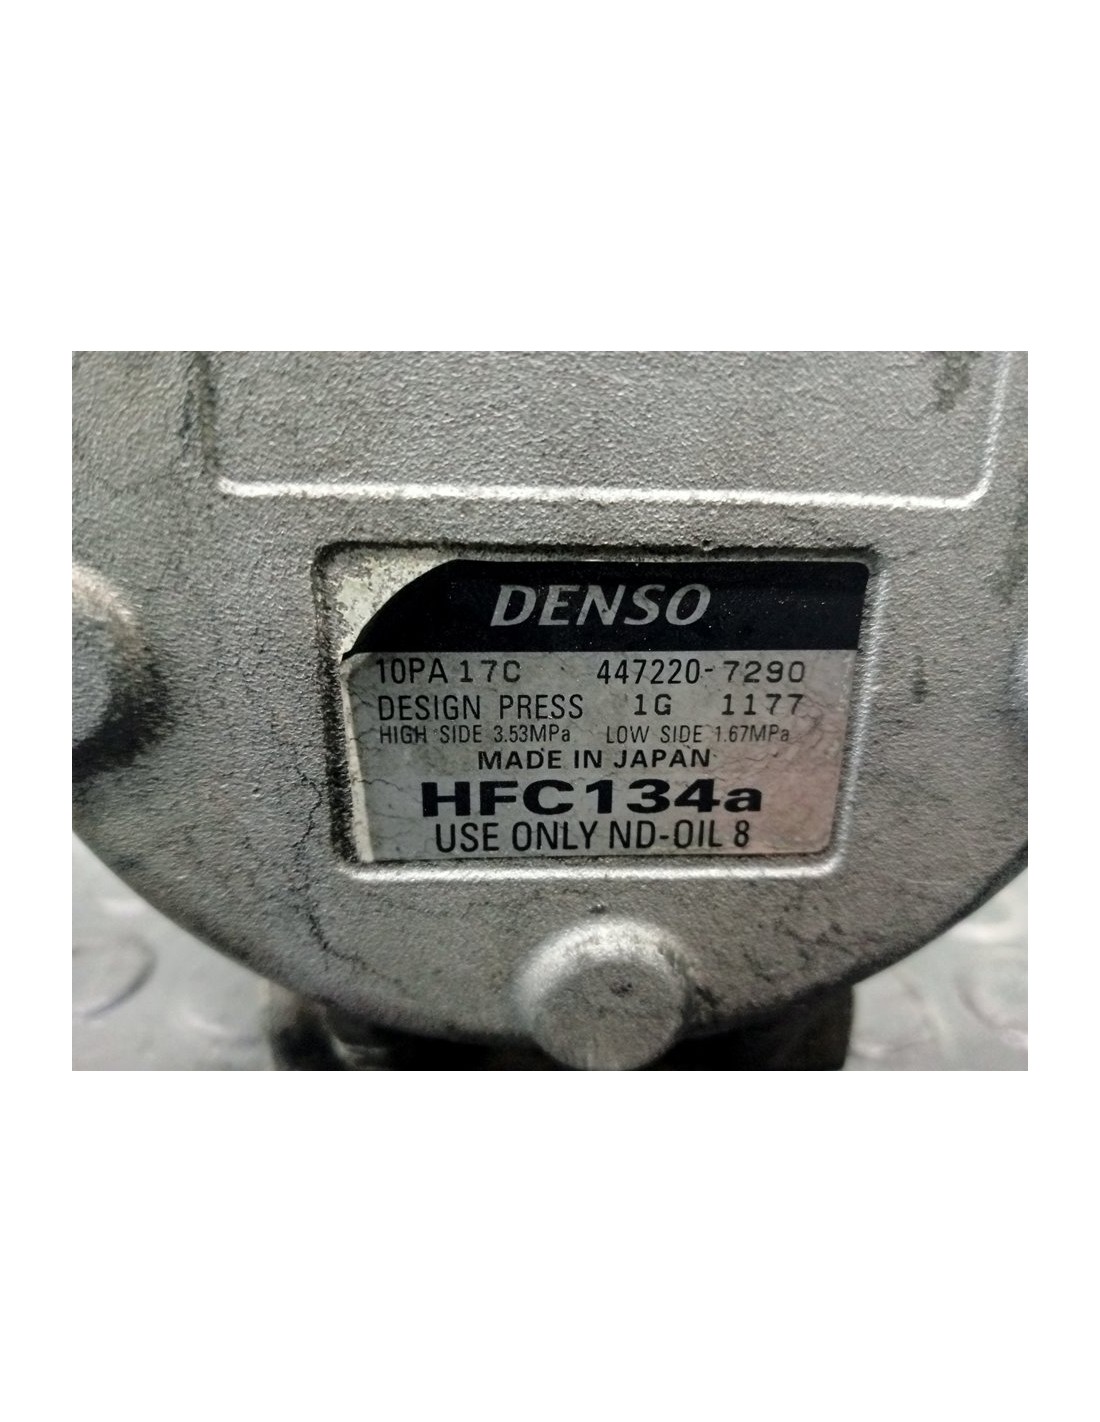 DENSO
10PA17C 447220-7290
DESIGN PRESS 1G 1177
HIGH SIDE 3.53MPa LOW SIDE 1.67MPa
MADE IN JAPAN
HFC134a
USE ONLY ND-OIL 8